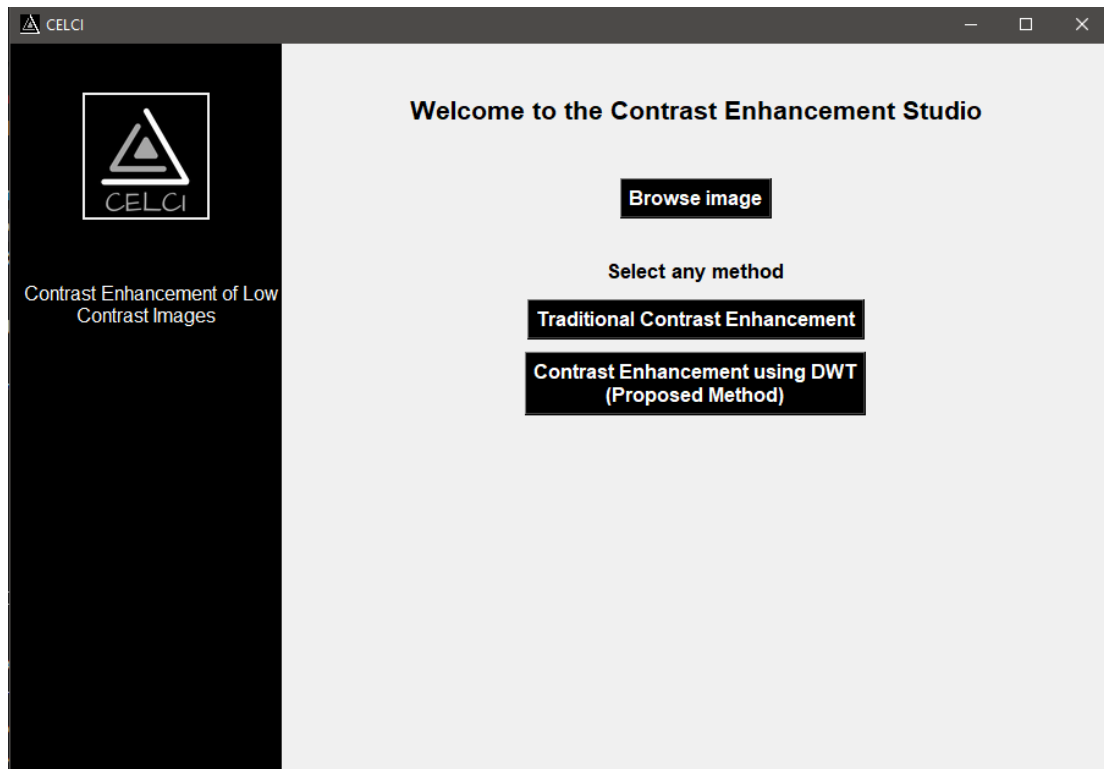 CELCI
CELCI
Contrast Enhancement of Low
Contrast Images
Welcome to the Contrast Enhancement Studio
Browse image
Select any method
Traditional Contrast Enhancement
Contrast Enhancement using DWT
(Proposed Method)